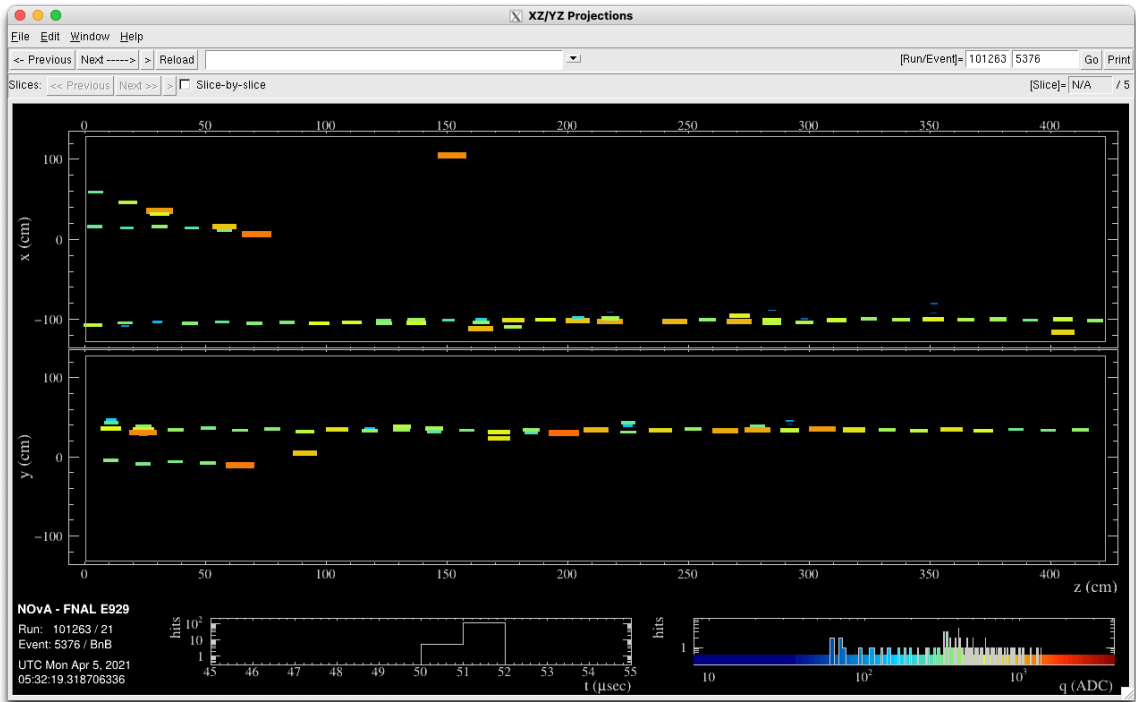 XZ/YZ Projections
File Edit Window Help
<- Previous Next -----> > Reload [Run/Event]= 101263 5376 Go Print
Slices: << Previous Next >> > Slice-by-slice [Slice]= N/A / 5
0 50 100 150 200 250 300 350 400
100
0
−100
x (cm)
100
0
−100
y (cm)
0 50 100 150 200 250 300 350 400
z (cm)
NOvA - FNAL E929
Run: 101263 / 21
Event: 5376 / BnB
UTC Mon Apr 5, 2021
05:32:19.318706336
hits
10²
10
1
45 46 47 48 49 50 51 52 53 54 55
t (μsec)
hits
1
10 10² 10³
q (ADC)